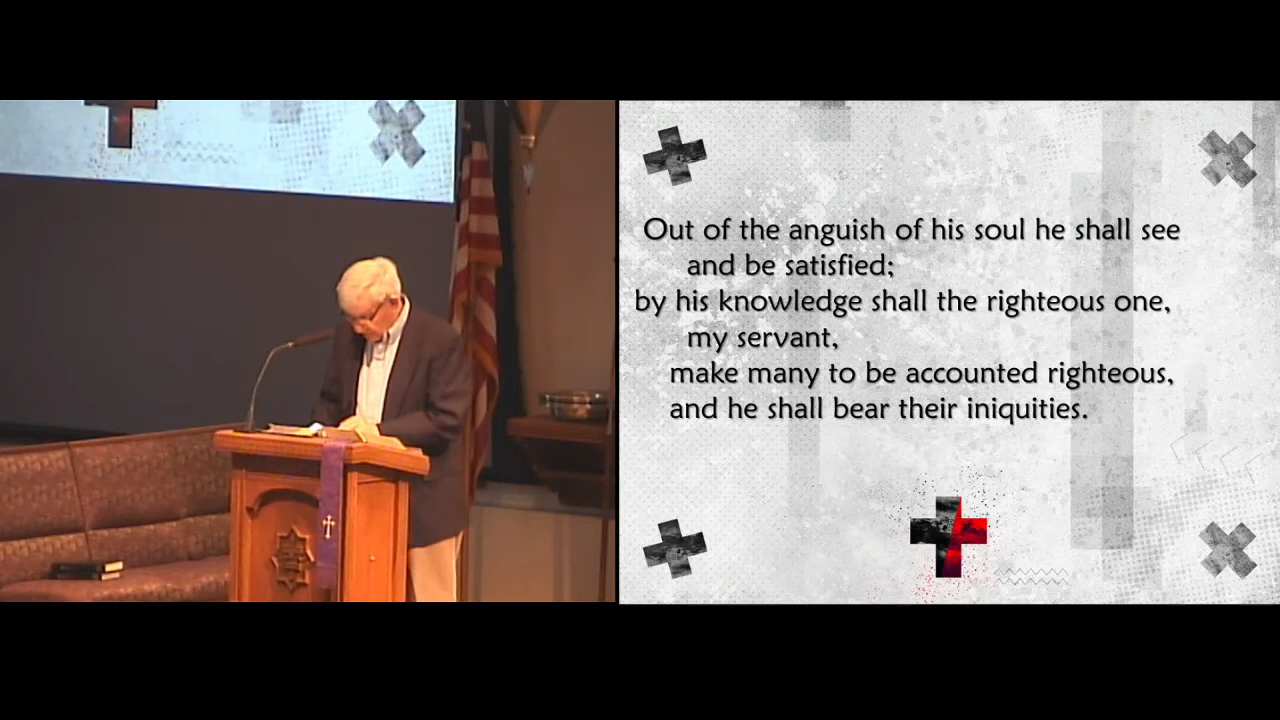 Out of the anguish of his soul he shall see
and be satisfied;
by his knowledge shall the righteous one,
my servant,
make many to be accounted righteous,
and he shall bear their iniquities.